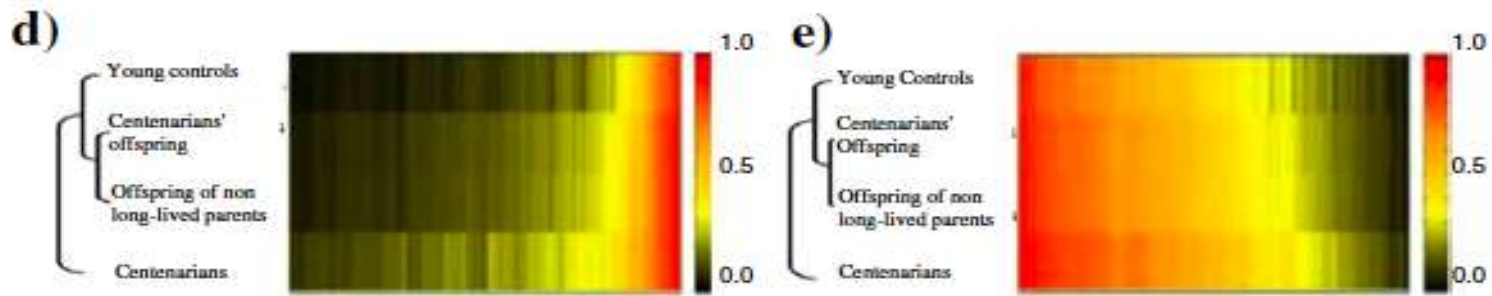 d)
Young controls
Centenarians'
offspring
Offspring of non
long-lived parents
Centenarians
1.0
0.5
0.0
e)
Young Controls
Centenarians'
Offspring
Offspring of non
long-lived parents
Centenarians
1.0
0.5
0.0